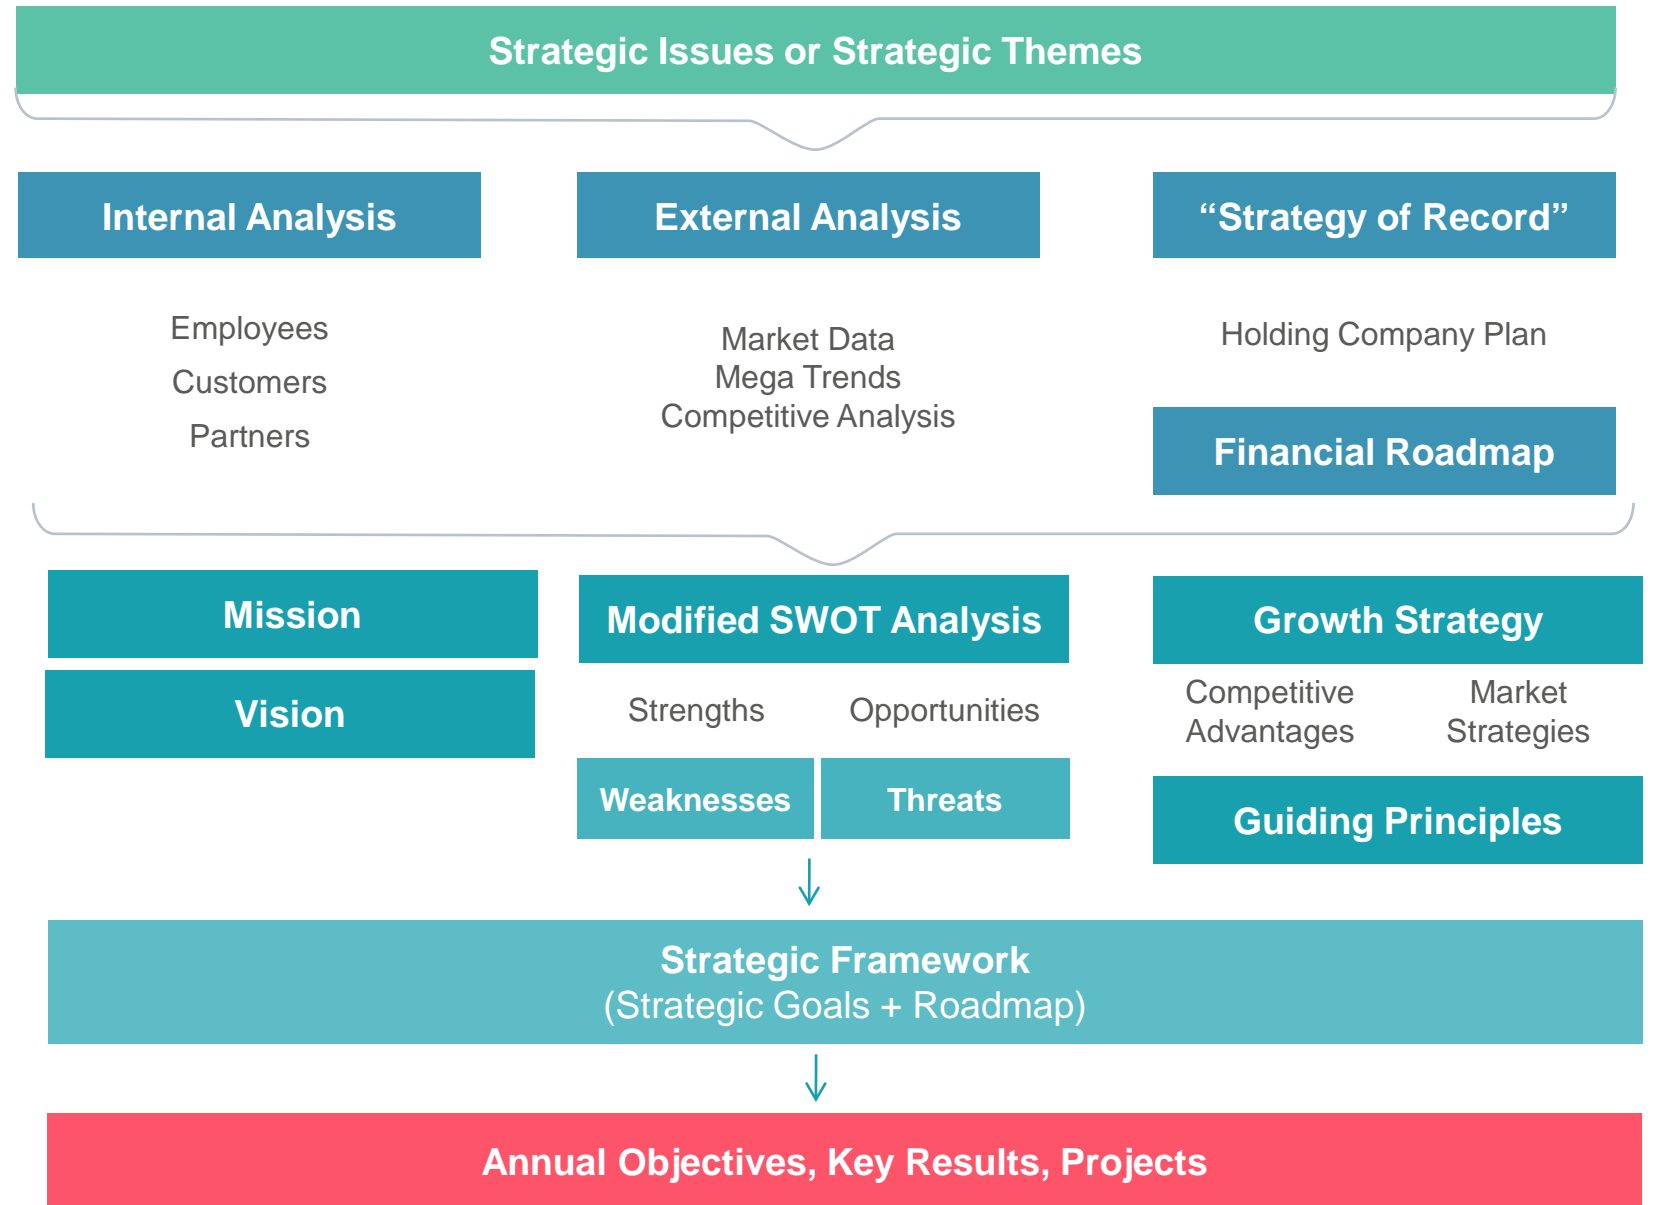 Strategic Issues or Strategic Themes
Internal Analysis
Employees
Customers
Partners
External Analysis
Market Data
Mega Trends
Competitive Analysis
“Strategy of Record”
Holding Company Plan
Financial Roadmap
Mission
Vision
Modified SWOT Analysis
Strengths
Opportunities
Weaknesses
Threats
Growth Strategy
Competitive
Advantages
Market
Strategies
Guiding Principles
Strategic Framework
(Strategic Goals + Roadmap)
Annual Objectives, Key Results, Projects